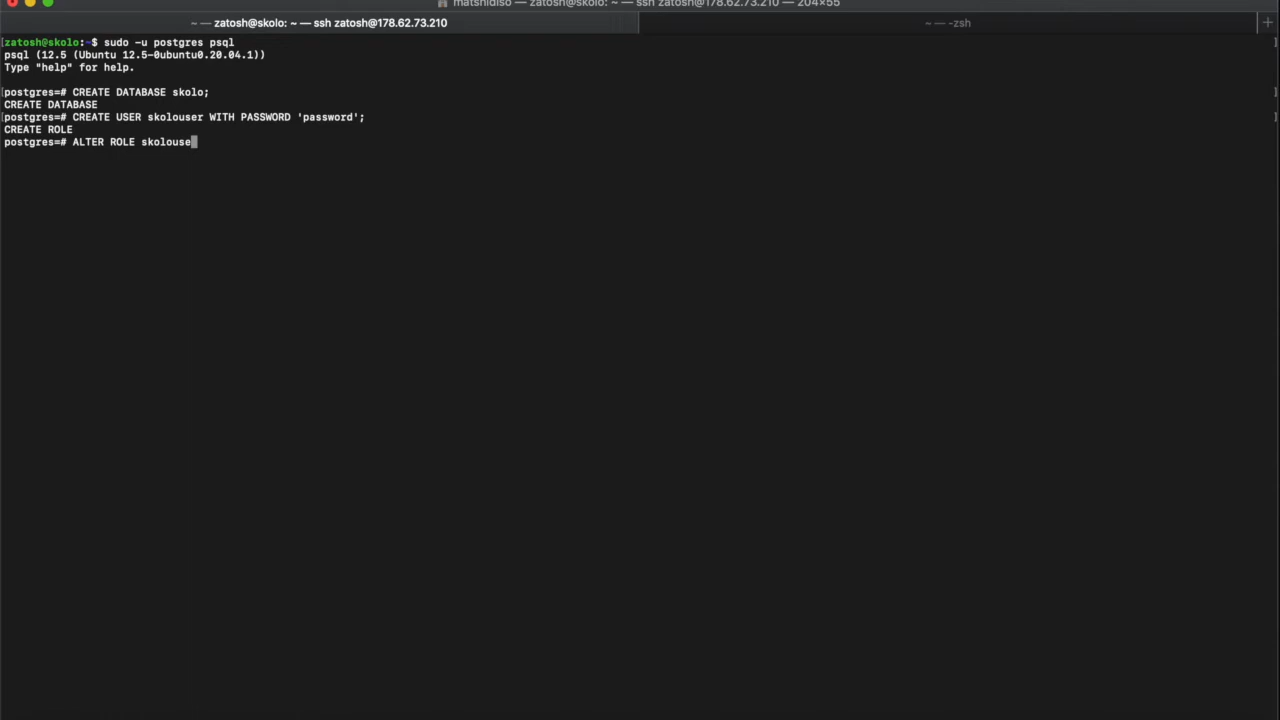 matshidiso — zatosh@skolo: ~ — ssh zatosh@178.62.73.210 — 204×55
~ — zatosh@skolo: ~ — ssh zatosh@178.62.73.210
~ — -zsh
[zatosh@skolo:~$ sudo -u postgres psql ]
psql (12.5 (Ubuntu 12.5-0ubuntu0.20.04.1))
Type "help" for help.
[postgres=# CREATE DATABASE skolo; ]
CREATE DATABASE
[postgres=# CREATE USER skolouser WITH PASSWORD 'password'; ]
CREATE ROLE
postgres=# ALTER ROLE skolouse